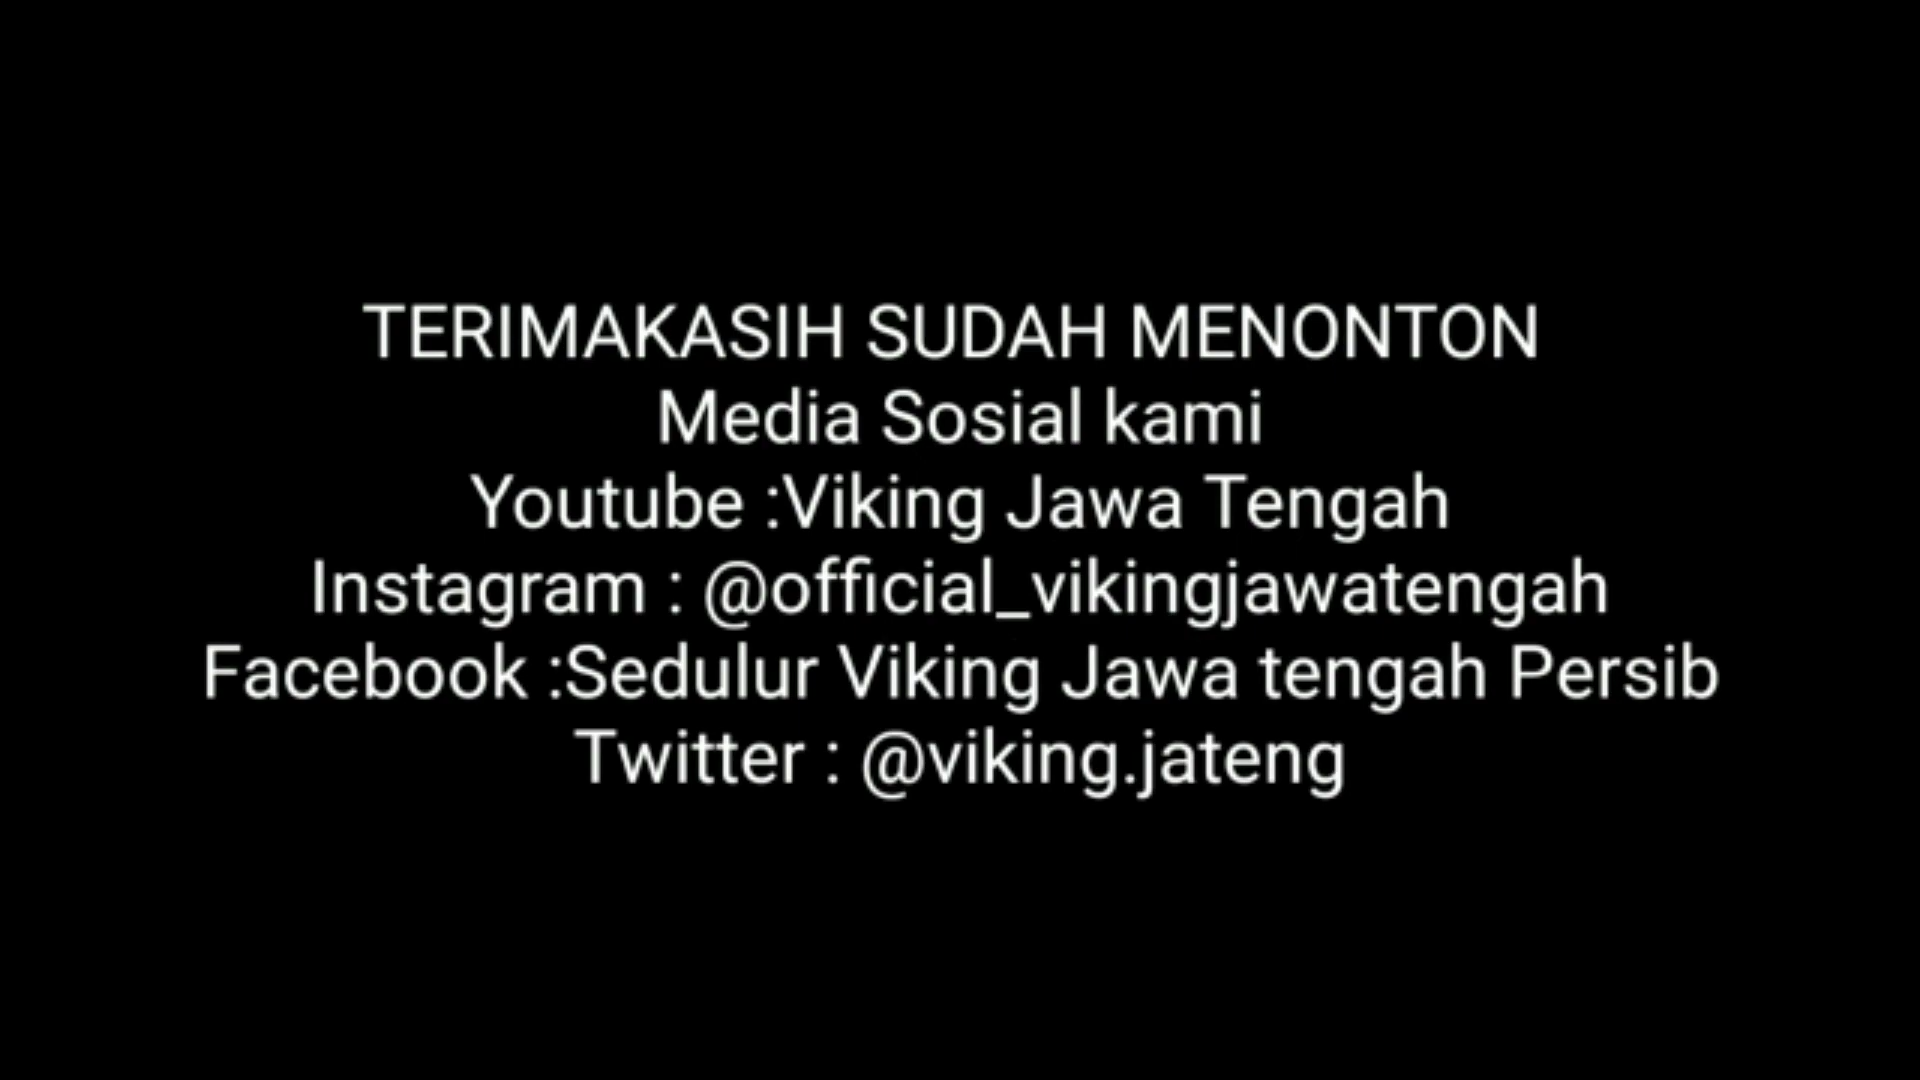 TERIMAKASIH SUDAH MENONTON
Media Sosial kami
Youtube :Viking Jawa Tengah
Instagram : @official_vikingjawatengah
Facebook :Sedulur Viking Jawa tengah Persib
Twitter : @viking.jateng